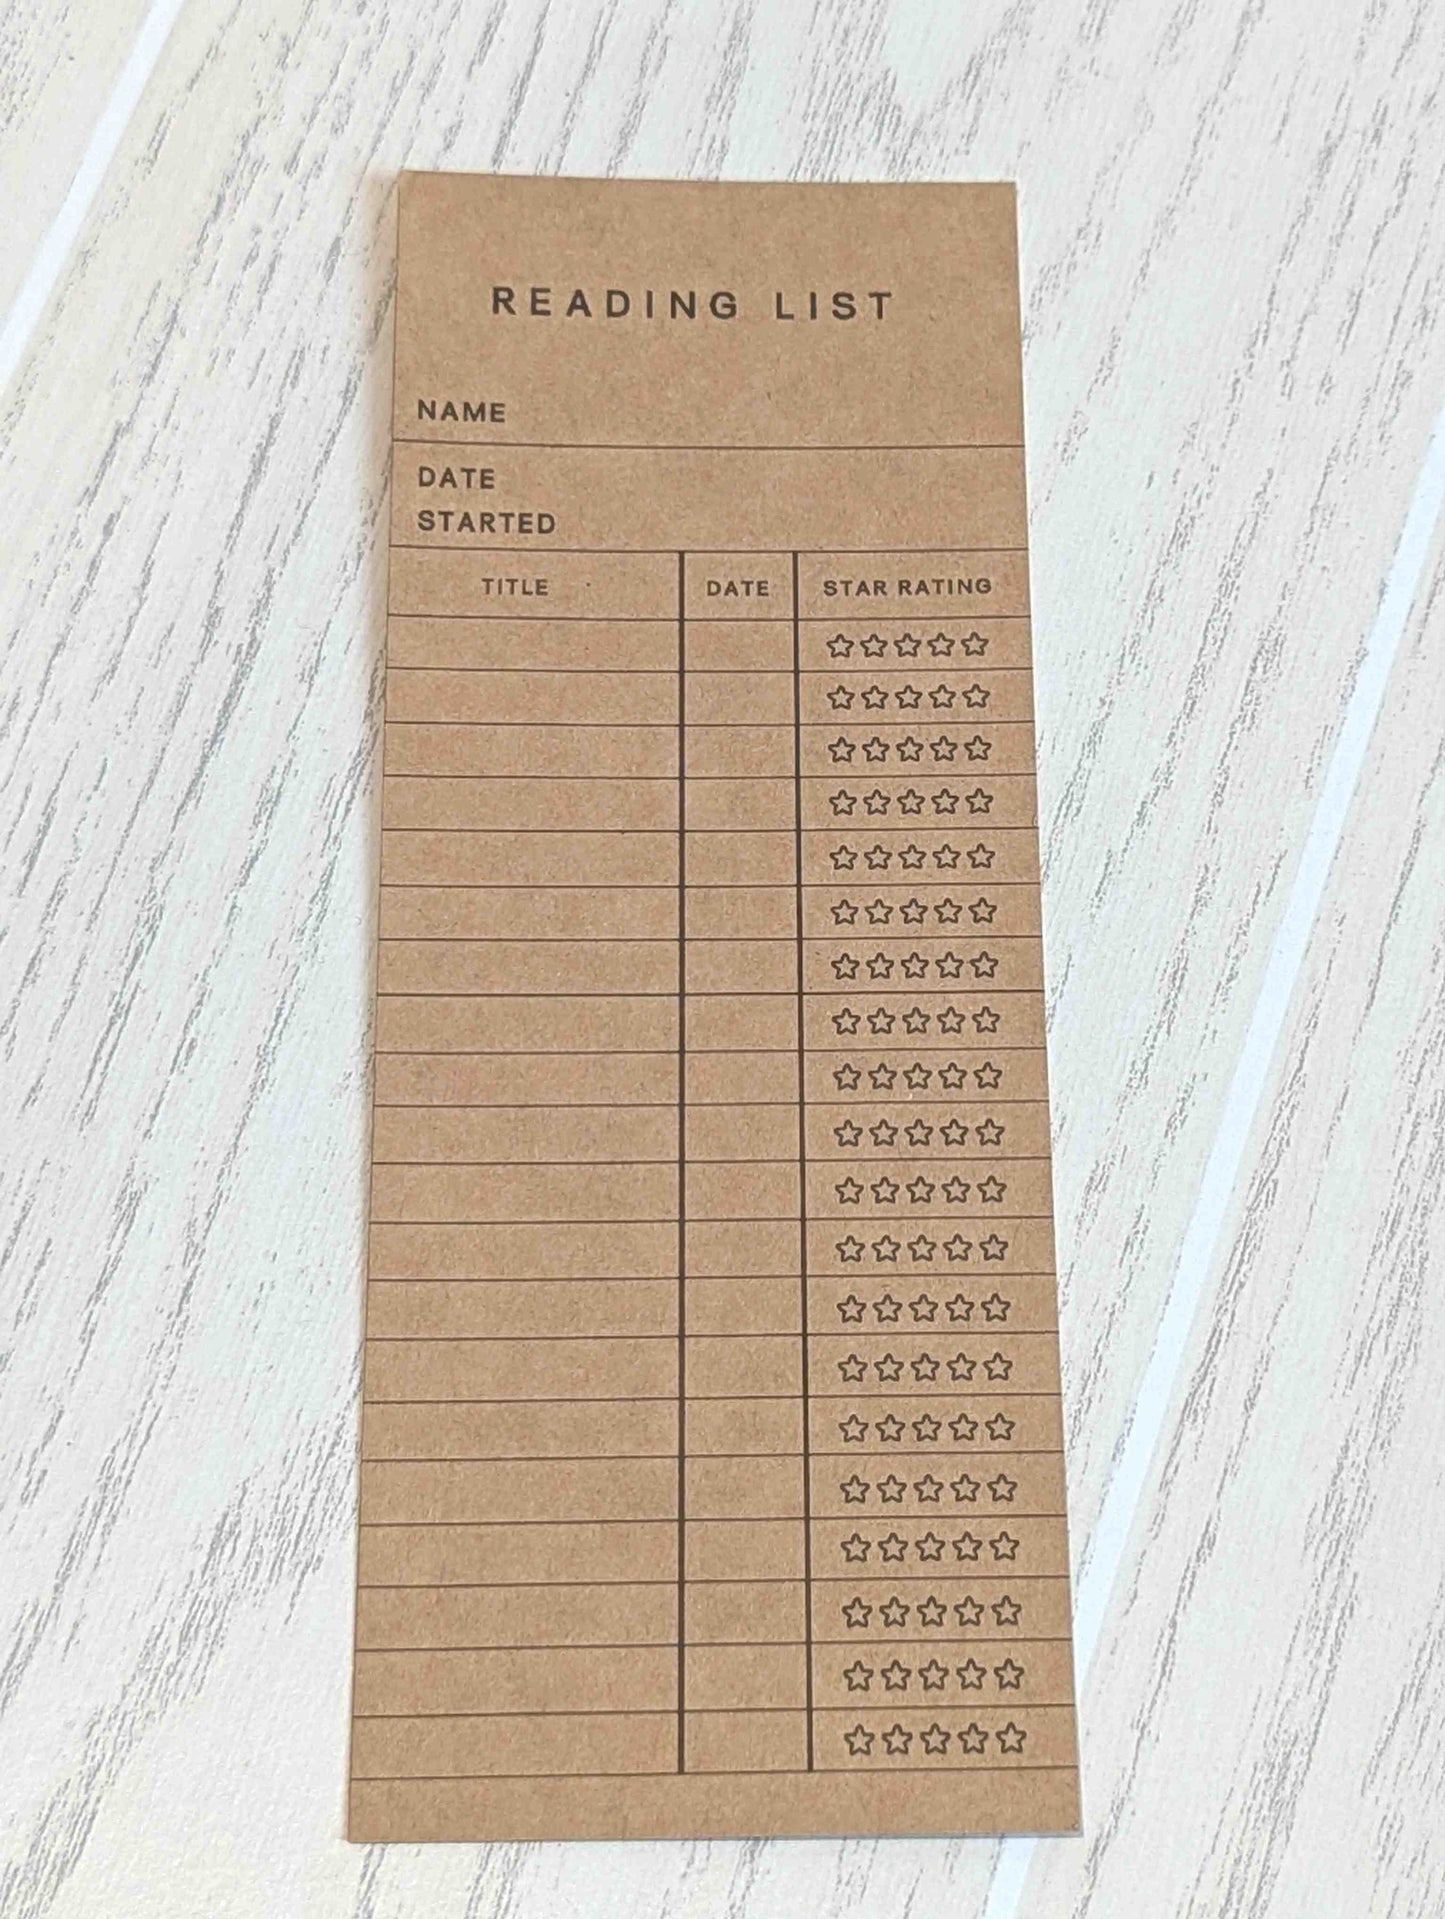 READING LIST
NAME
DATE
STARTED
TITLE DATE STAR RATING